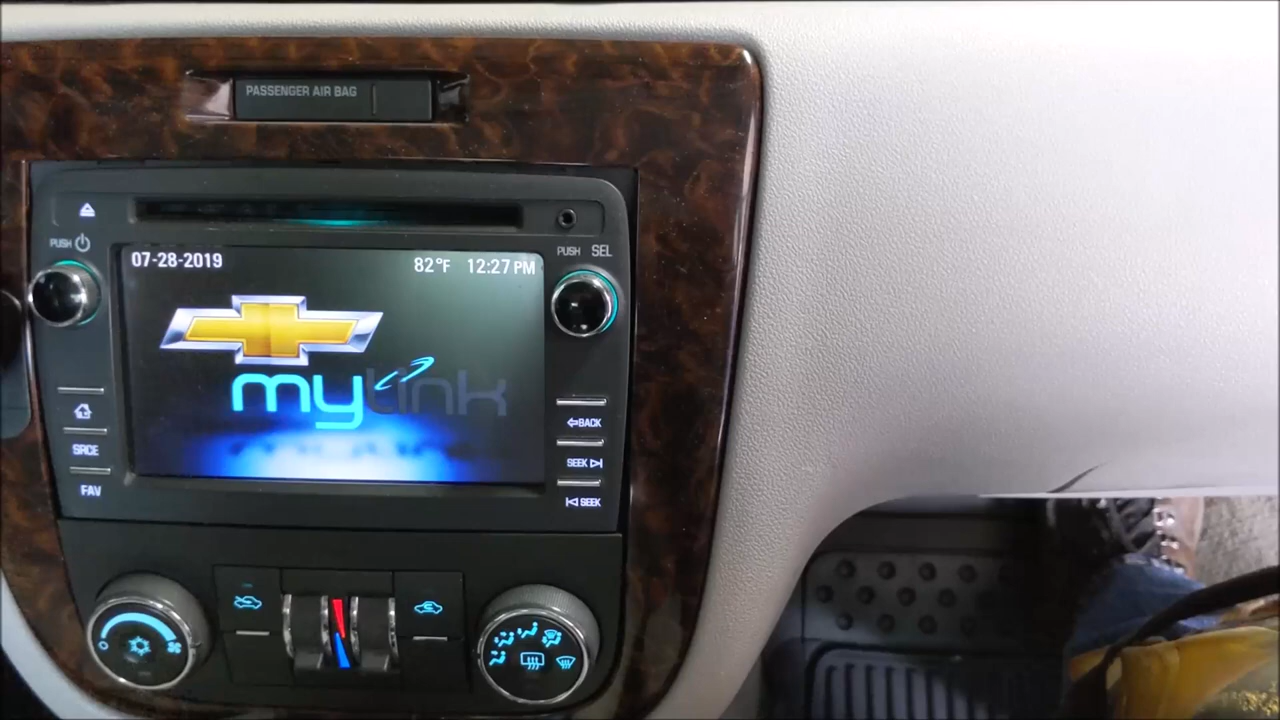 PASSENGER AIR BAG
PUSH
PUSH SEL
07-28-2019
82°F 12:27 PM
mylink
BACK
SRCE
SEEK
FAV
SEEK